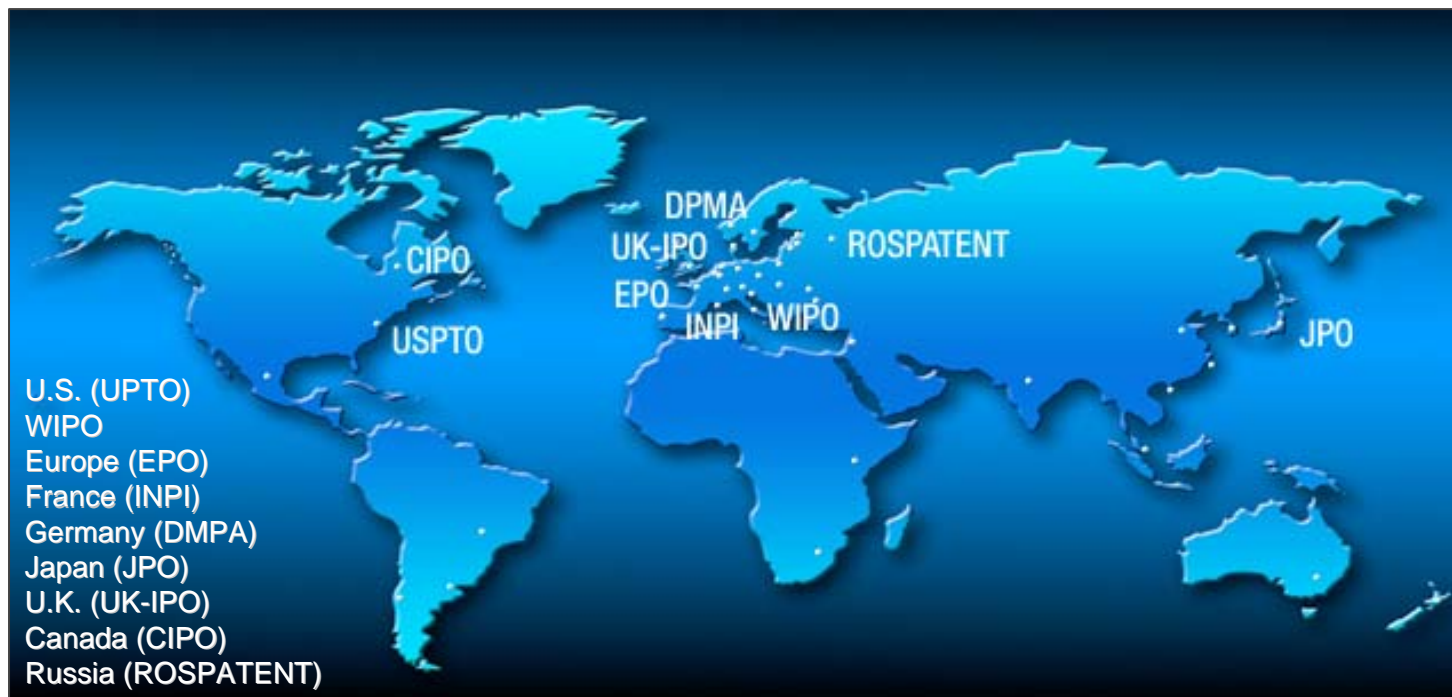 DPMA
UK-IPO
ROSPATENT
CIPO
EPO
INPI
WIPO
USPTO
JPO
U.S. (UPTO)
WIPO
Europe (EPO)
France (INPI)
Germany (DMPA)
Japan (JPO)
U.K. (UK-IPO)
Canada (CIPO)
Russia (ROSPATENT)